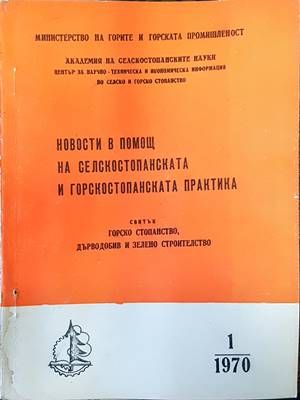 МИНИСТЕРСТВО НА ГОРИТЕ И ГОРСКАТА ПРОМИШЛЕНОСТ
АКАДЕМИЯ НА СЕЛСКОСТОПАНСКИТЕ НАУКИ
ЦЕНТЪР ЗА НАУЧНО-ТЕХНИЧЕСКА И ИКОНОМИЧЕСКА ИНФОРМАЦИЯ
ПО СЕЛСКО И ГОРСКО СТОПАНСТВО
НОВОСТИ В ПОМОЩ
НА СЕЛСКОСТОПАНСКАТА
И ГОРСКОСТОПАНСКАТА ПРАКТИКА
СВИТЪК
ГОРСКО СТОПАНСТВО,
ДЪРВОДОБИВ И ЗЕЛЕНО СТРОИТЕЛСТВО
1
1970